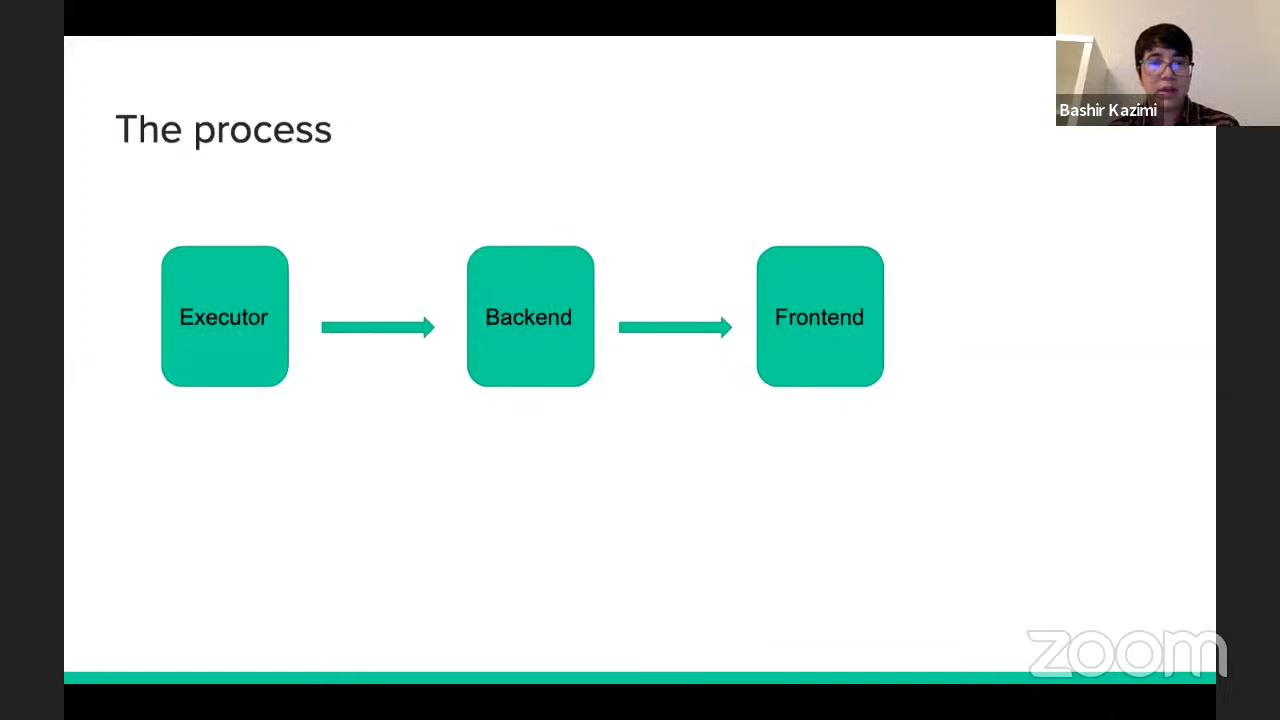 Bashir Kazimi
The process
Executor
Backend
Frontend
zoom